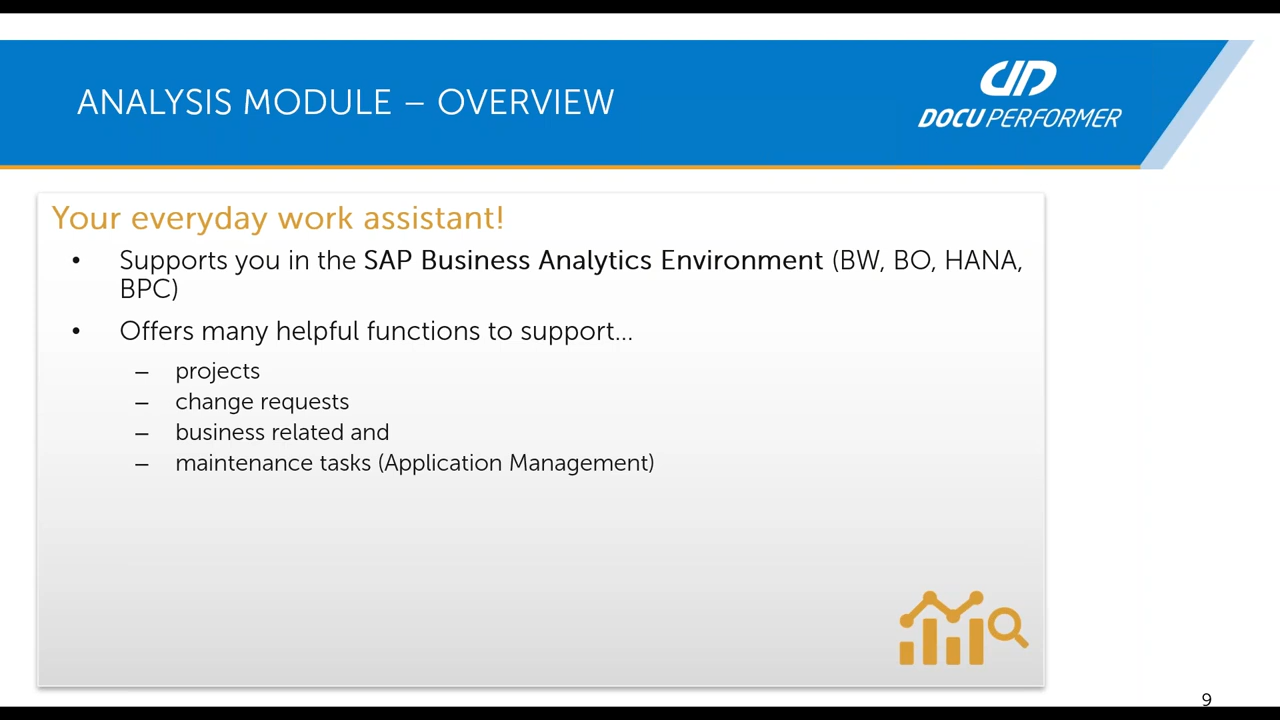 ANALYSIS MODULE – OVERVIEW
DOCU PERFORMER
Your everyday work assistant!
• Supports you in the SAP Business Analytics Environment (BW, BO, HANA,
BPC)
• Offers many helpful functions to support...
– projects
– change requests
– business related and
– maintenance tasks (Application Management)
9